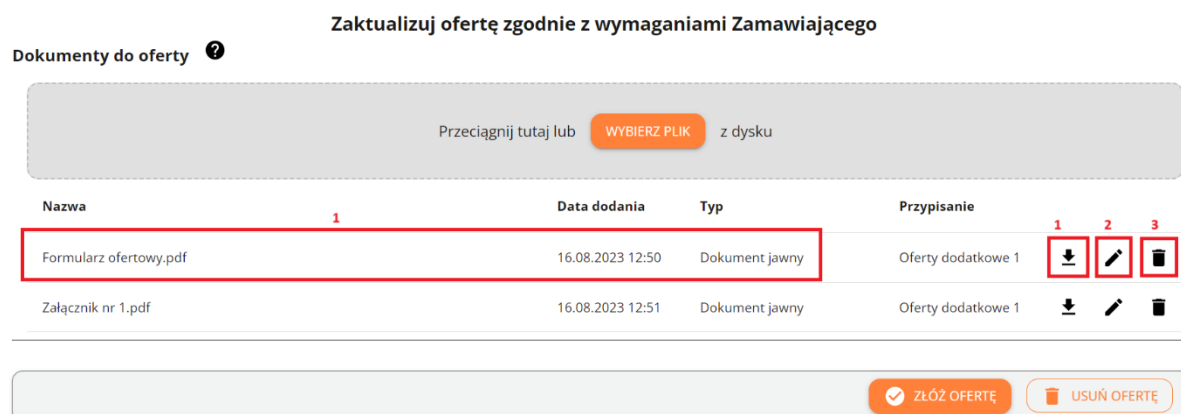 Zaktualizuj ofertę zgodnie z wymaganiami Zamawiającego
Dokumenty do oferty ?
Przeciągnij tutaj lub WYBIERZ PLIK z dysku
Nazwa Data dodania Typ Przypisanie
1 1 2 3
Formularz ofertowy.pdf 16.08.2023 12:50 Dokument jawny Oferty dodatkowe 1
Załącznik nr 1.pdf 16.08.2023 12:51 Dokument jawny Oferty dodatkowe 1
ZŁÓŻ OFERTĘ USUŃ OFERTĘ